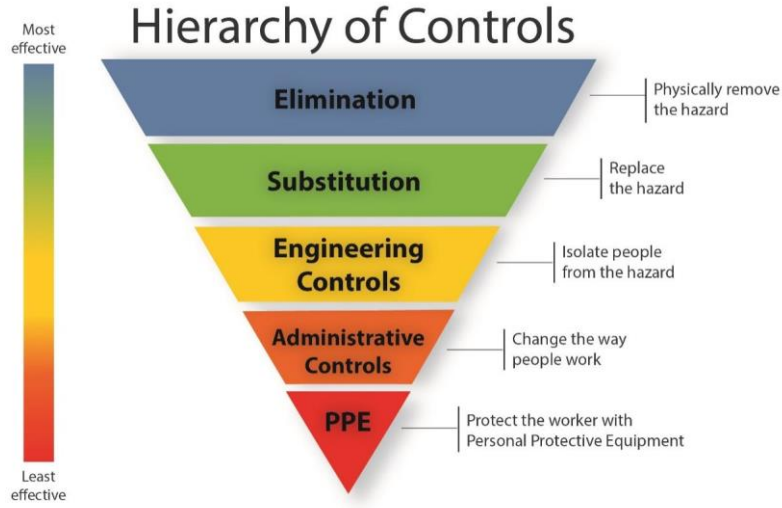 Hierarchy of Controls
Most
effective
Elimination
Physically remove
the hazard
Substitution
Replace
the hazard
Engineering
Controls
Isolate people
from the hazard
Administrative
Controls
Change the way
people work
PPE
Protect the worker with
Personal Protective Equipment
Least
effective